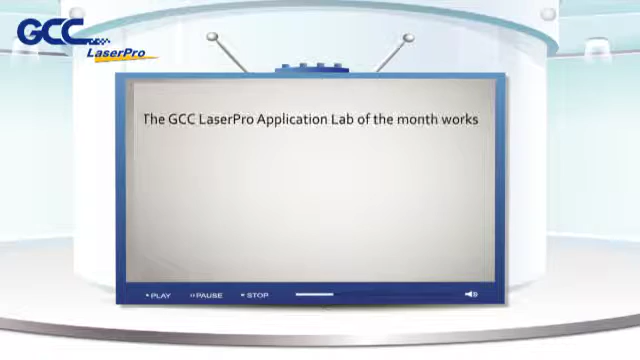 GCC
LaserPro
The GCC LaserPro Application Lab of the month works
PLAY
PAUSE
STOP